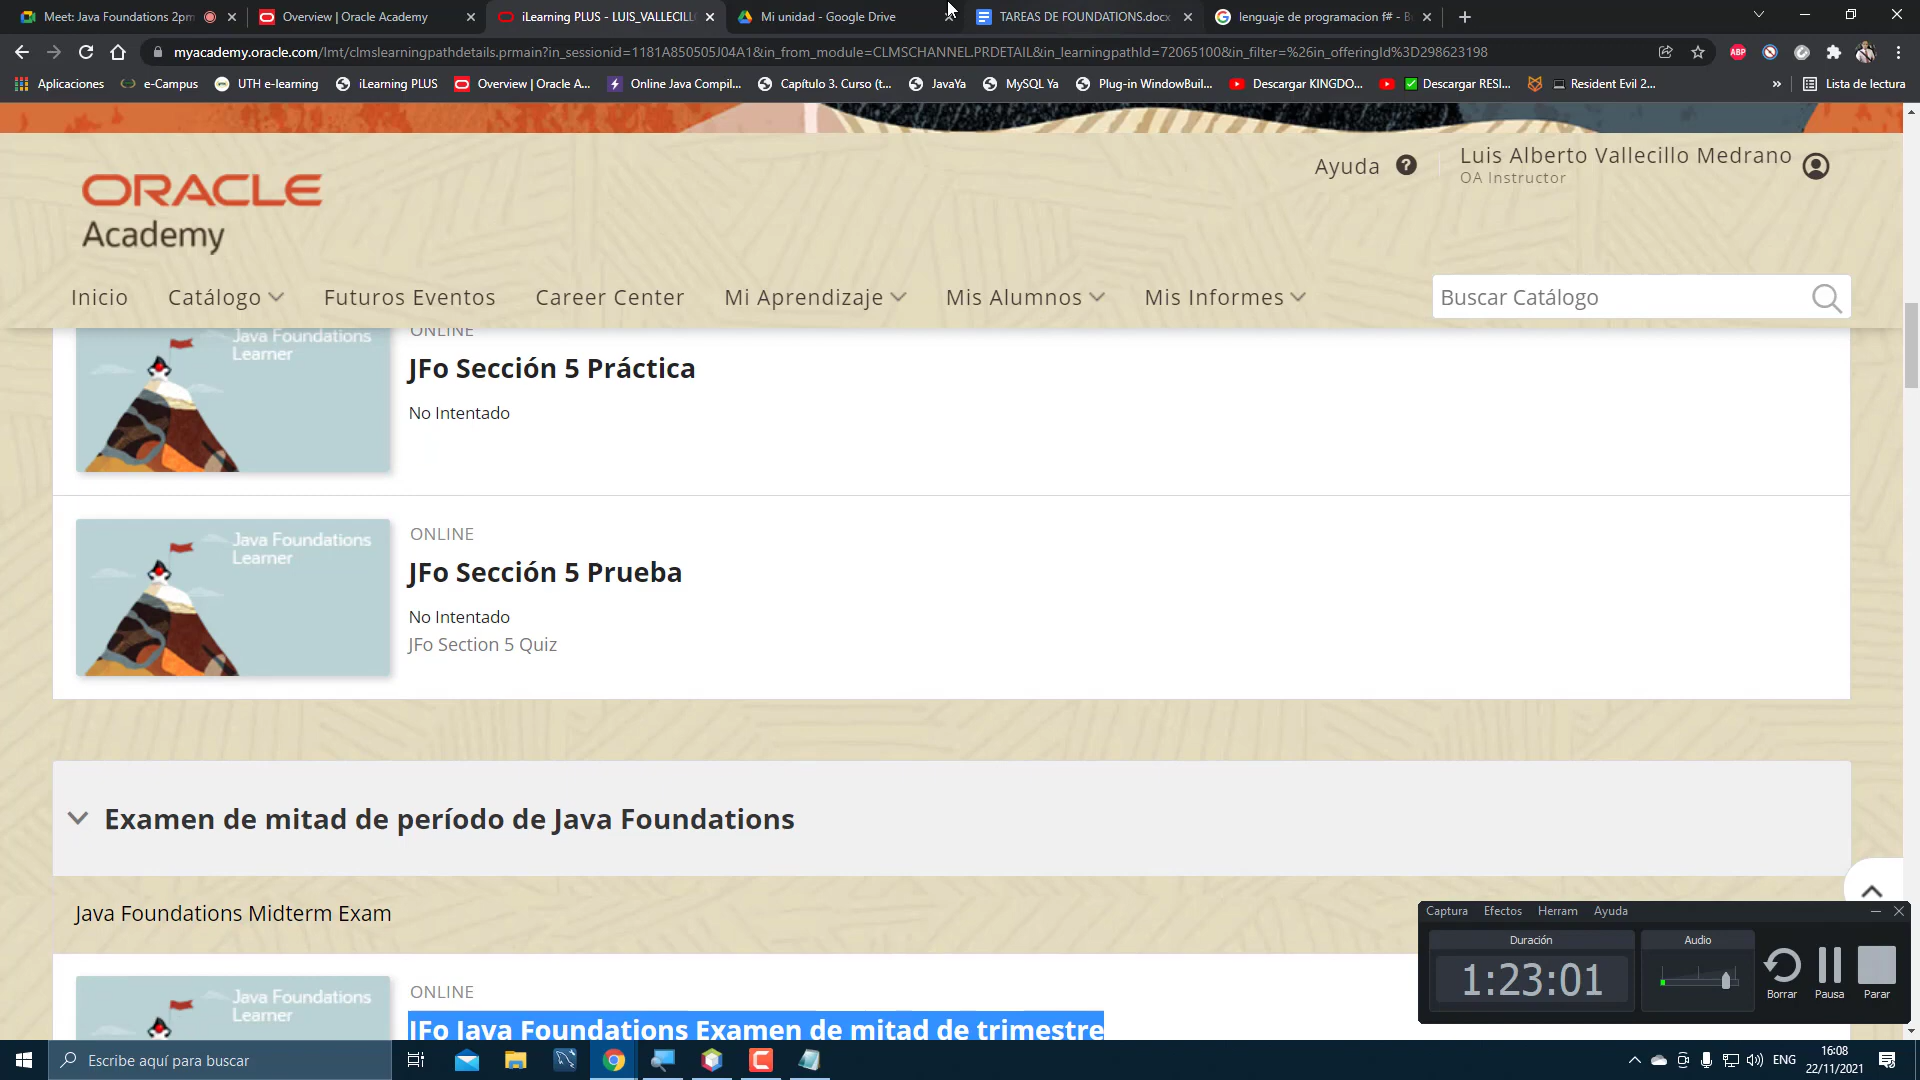 Meet: Java Foundations 2pm
Overview | Oracle Academy
iLearning PLUS - LUIS_VALLECILL
Mi unidad - Google Drive
TAREAS DE FOUNDATIONS.docx
lenguaje de programacion f# - B
myacademy.oracle.com/lmt/clmslearningpathdetails.prmain?in_sessionid=1181A850505J04A1&in_from_module=CLMSCHANNEL.PRDETAIL&in_learningpathId=72065100&in_filter=%26in_offeringId%3D298623198
ABP
Aplicaciones
e-Campus
UTH e-learning
iLearning PLUS
Overview | Oracle A...
Online Java Compil...
Capítulo 3. Curso (t...
JavaYa
MySQL Ya
Plug-in WindowBuil...
Descargar KINGDO...
Descargar RESI...
Resident Evil 2...
»
Lista de lectura
Ayuda
Luis Alberto Vallecillo Medrano
OA Instructor
ORACLE
Academy
Inicio
Catálogo
Futuros Eventos
Career Center
Mi Aprendizaje
Mis Alumnos
Mis Informes
Buscar Catálogo
Java Foundations
Learner
ONLINE
JFo Sección 5 Práctica
No Intentado
Java Foundations
Learner
ONLINE
JFo Sección 5 Prueba
No Intentado
JFo Section 5 Quiz
Examen de mitad de período de Java Foundations
Java Foundations Midterm Exam
Java Foundations
Learner
ONLINE
JFo Java Foundations Examen de mitad de trimestre
Captura
Efectos
Herram
Ayuda
Duración
1:23:01
Audio
Borrar
Pausa
Parar
Escribe aquí para buscar
ENG
16:08
22/11/2021